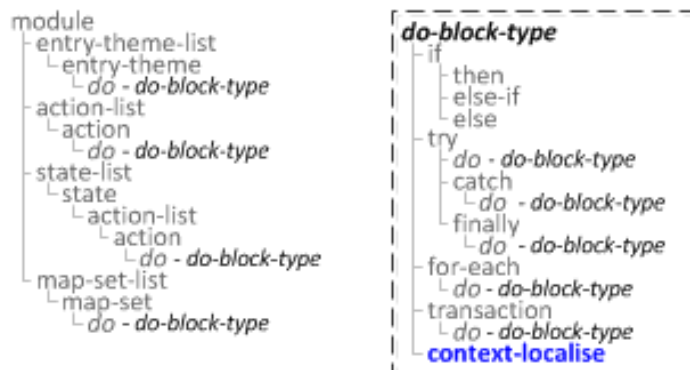 module
entry-theme-list
entry-theme
do - do-block-type
action-list
action
do - do-block-type
state-list
state
action-list
action
do - do-block-type
map-set-list
map-set
do - do-block-type
do-block-type
if
then
else-if
else
try
do - do-block-type
catch
do - do-block-type
finally
do - do-block-type
for-each
do - do-block-type
transaction
do - do-block-type
context-localise